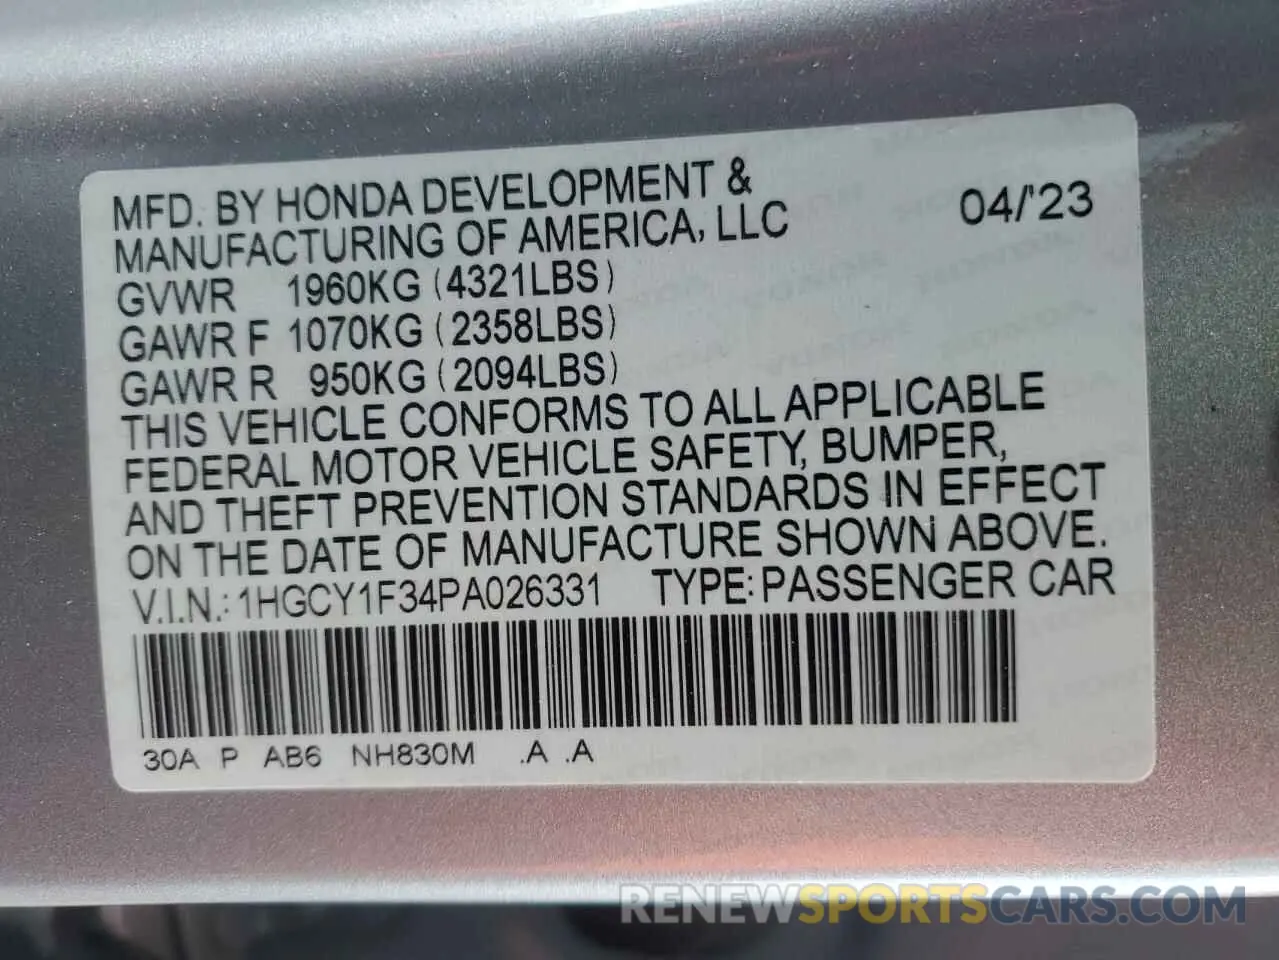 MFD. BY HONDA DEVELOPMENT &
MANUFACTURING OF AMERICA, LLC 04/'23
GVWR 1960KG (4321LBS)
GAWR F 1070KG (2358LBS)
GAWR R 950KG (2094LBS)
THIS VEHICLE CONFORMS TO ALL APPLICABLE
FEDERAL MOTOR VEHICLE SAFETY, BUMPER,
AND THEFT PREVENTION STANDARDS IN EFFECT
ON THE DATE OF MANUFACTURE SHOWN ABOVE.
V.I.N.: 1HGCY1F34PA026331 TYPE: PASSENGER CAR
30A P AB6 NH830M .A .A
RENEWSPORTSCARS.COM